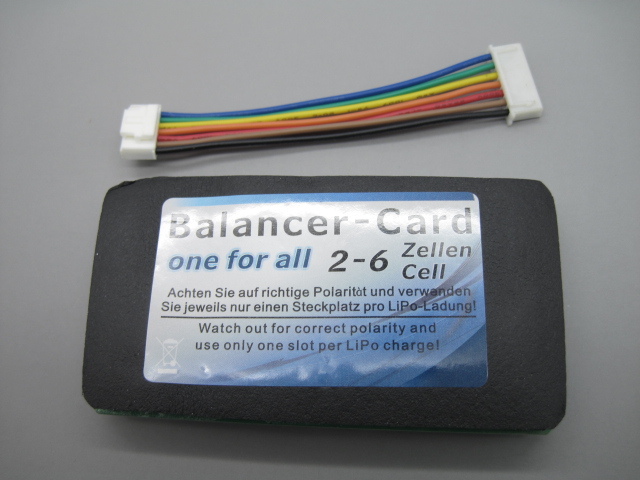 Balancer-Card
one for all 2-6 Zellen
Cell
Achten Sie auf richtige Polarität und verwenden
Sie jeweils nur einen Steckplatz pro LiPo-Ladung!
Watch out for correct polarity and
use only one slot per LiPo charge!